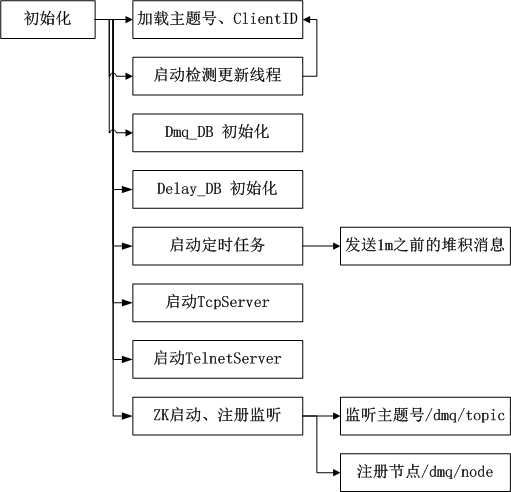 初始化
加载主题号、ClientID
启动检测更新线程
Dmq_DB 初始化
Delay_DB 初始化
启动定时任务
发送1m之前的堆积消息
启动TcpServer
启动TelnetServer
ZK启动、注册监听
监听主题号/dmq/topic
注册节点/dmq/node